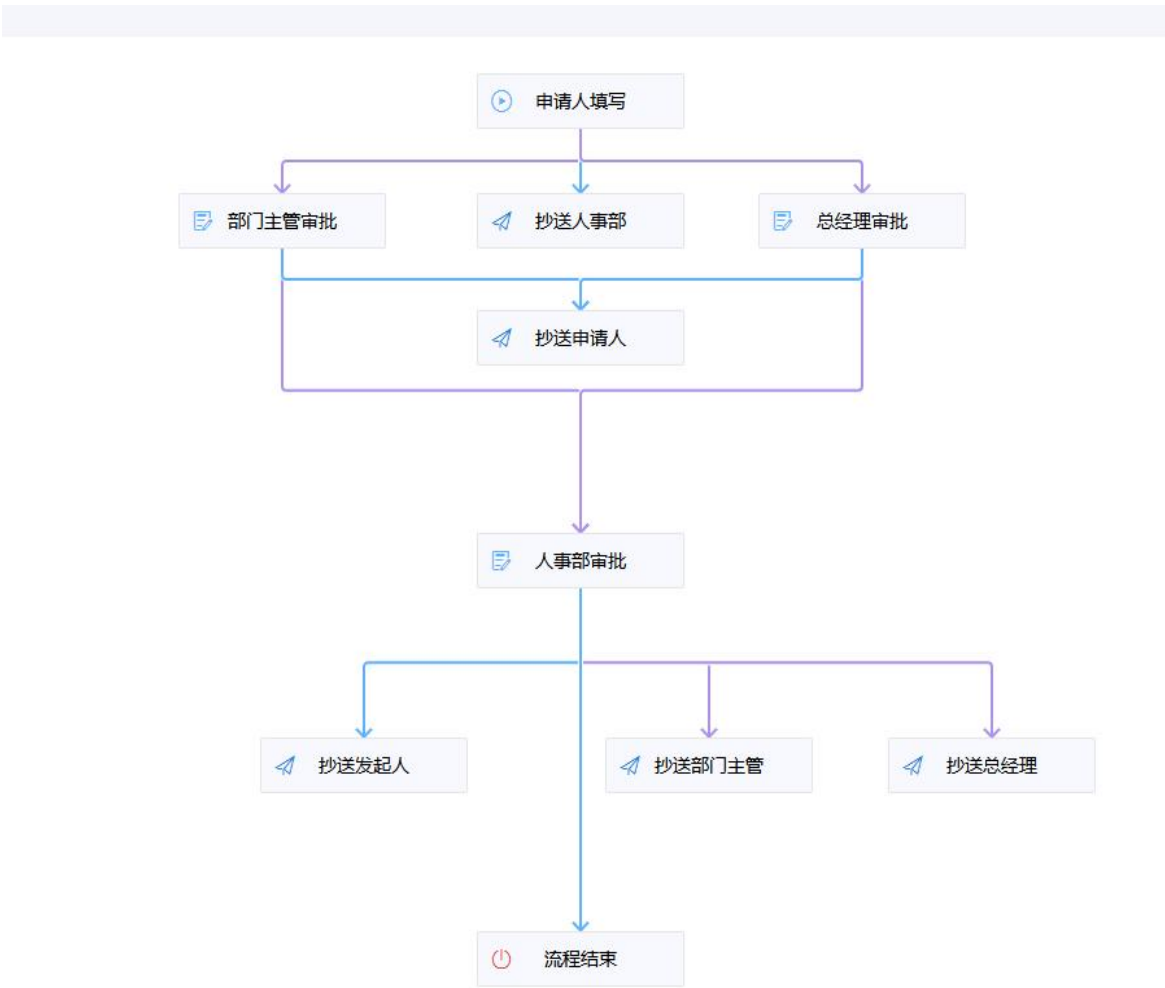 申请人填写
部门主管审批
抄送人事部
总经理审批
抄送申请人
人事部审批
抄送发起人
抄送部门主管
抄送总经理
流程结束